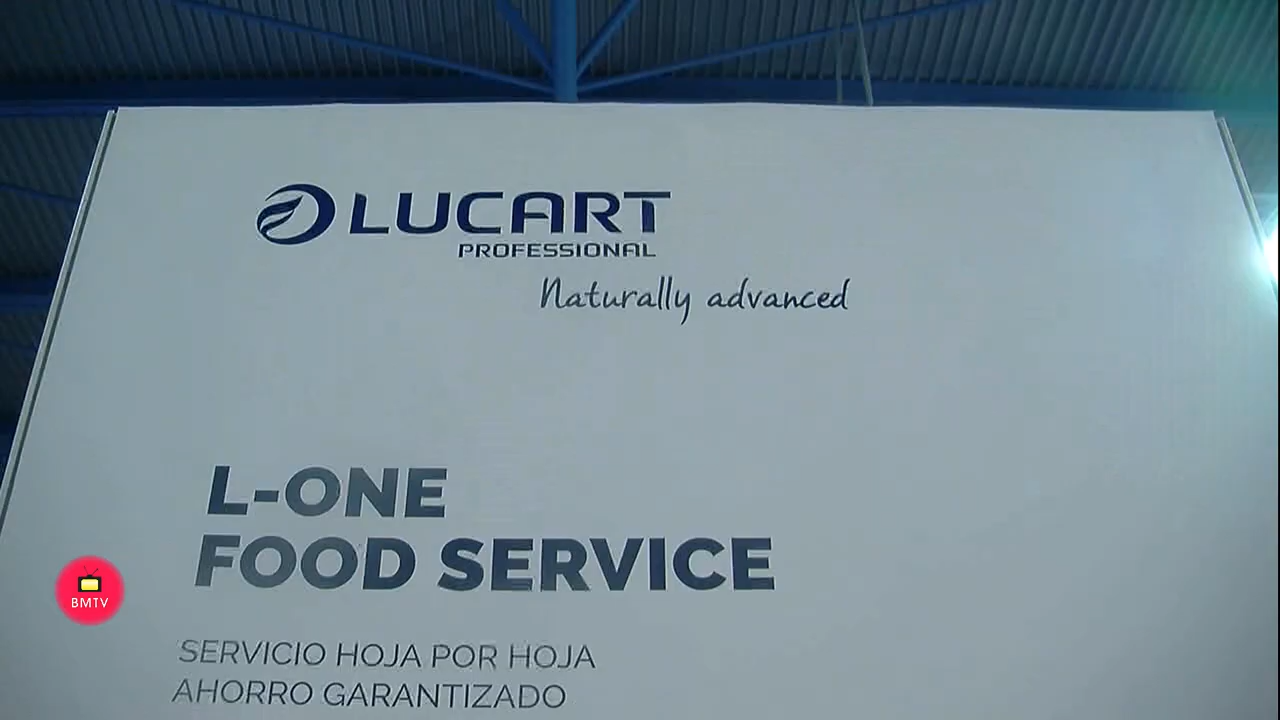 LUCART
PROFESSIONAL
Naturally advanced
L-ONE
FOOD SERVICE
BMTV
SERVICIO HOJA POR HOJA
AHORRO GARANTIZADO